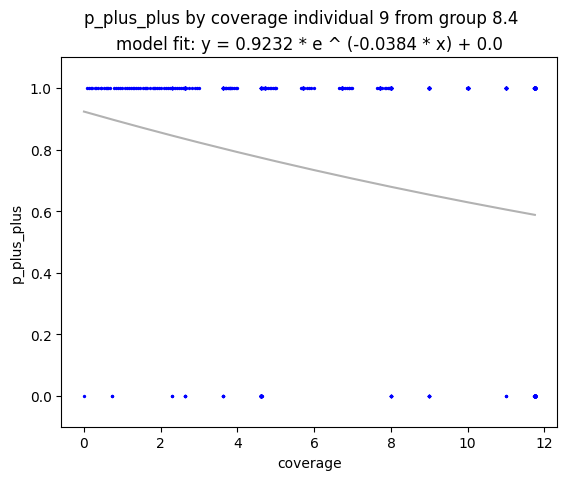 p_plus_plus by coverage individual 9 from group 8.4
model fit: y = 0.9232 * e ^ (-0.0384 * x) + 0.0
1.0
0.8
0.6
0.4
0.2
0.0
p_plus_plus
0 2 4 6 8 10 12
coverage